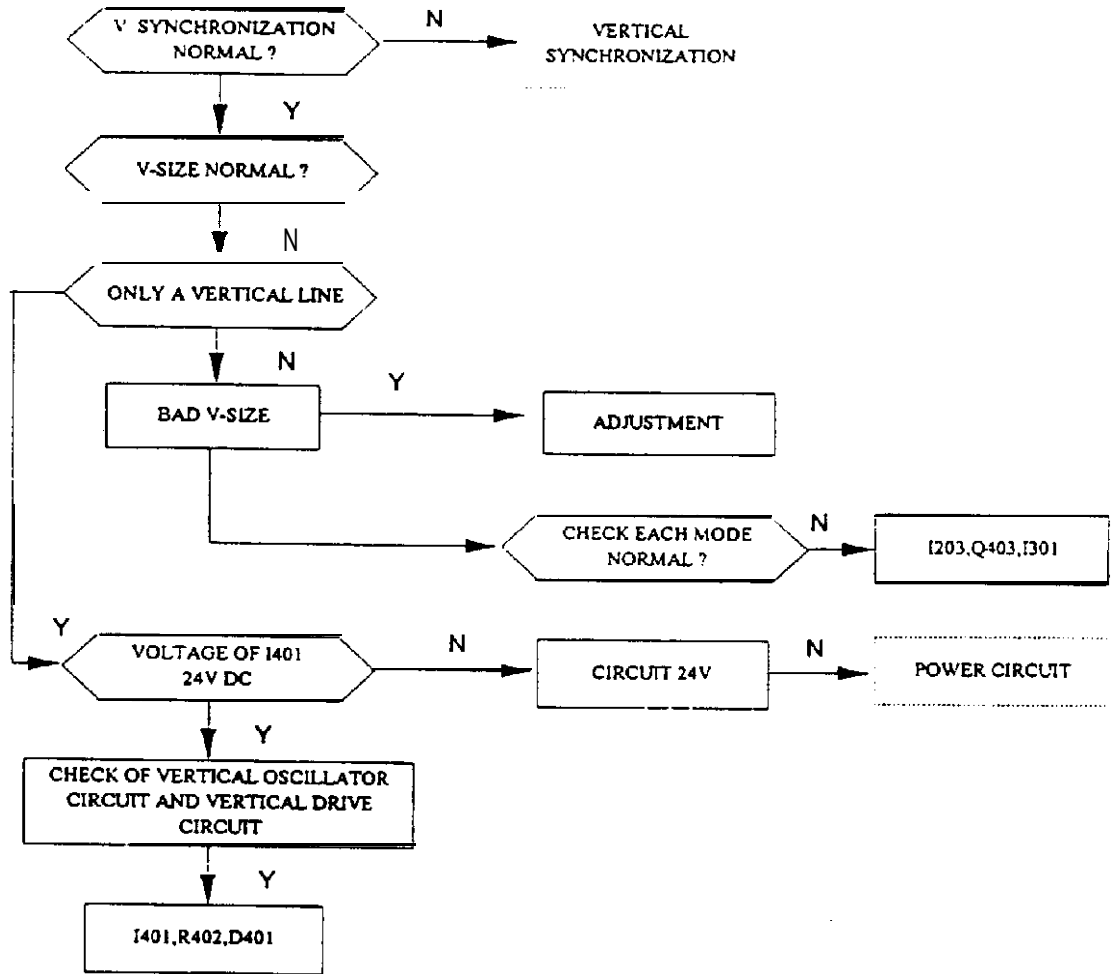 V SYNCHRONIZATION
NORMAL ?
N
VERTICAL
SYNCHRONIZATION
Y
V-SIZE NORMAL ?
N
ONLY A VERTICAL LINE
N
BAD V-SIZE
Y
ADJUSTMENT
CHECK EACH MODE
NORMAL ?
N
I203,Q403,I301
Y
VOLTAGE OF I401
24V DC
N
CIRCUIT 24V
N
POWER CIRCUIT
Y
CHECK OF VERTICAL OSCILLATOR
CIRCUIT AND VERTICAL DRIVE
CIRCUIT
Y
I401,R402,D401